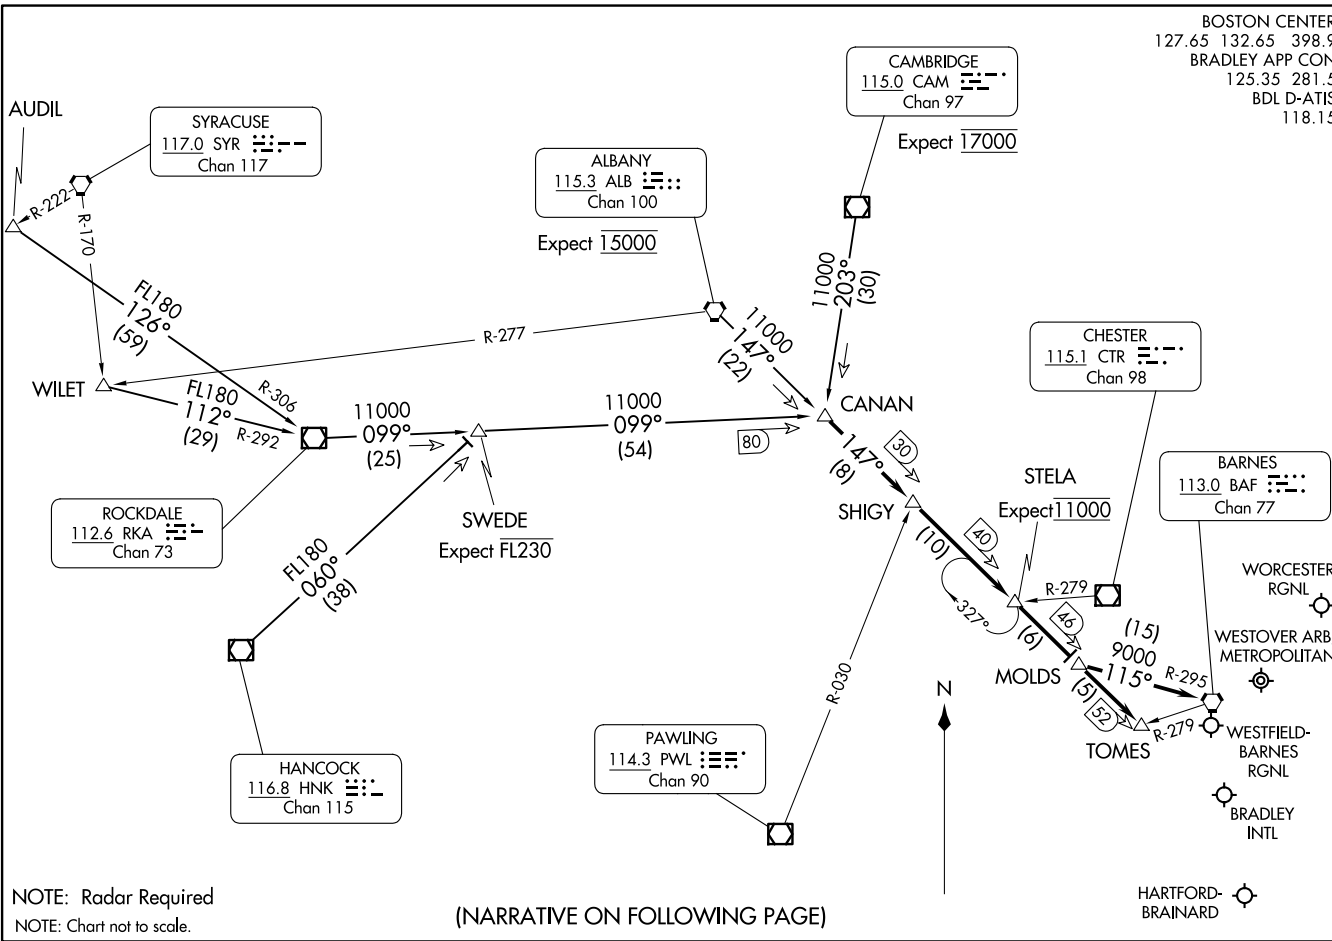 BOSTON CENTER
127.65 132.65 398.9
BRADLEY APP CON
125.35 281.5
BDL D-ATIS
118.15
CAMBRIDGE
115.0 CAM
Chan 97
Expect 17000
AUDIL
SYRACUSE
117.0 SYR
Chan 117
ALBANY
115.3 ALB
Chan 100
Expect 15000
R-222
R-170
FL180
126°
(59)
R-306
R-277
11000
147°
(22)
11000
203°
(30)
CHESTER
115.1 CTR
Chan 98
WILET
FL180
112°
(29)
R-292
11000
099°
(25)
11000
099°
(54)
80
CANAN
147°
(8)
30
SHIGY
STELA
Expect 11000
BARNES
113.0 BAF
Chan 77
ROCKDALE
112.6 RKA
Chan 73
SWEDE
Expect FL230
(10)
40
FL180
060°
(38)
327°
R-279
(6)
46
WORCESTER
RGNL
WESTOVER ARB/
METROPOLITAN
(15)
9000
115°
R-295
MOLDS
(5)
52
R-279
TOMES
R-030
N
WESTFIELD-
BARNES
RGNL
HANCOCK
116.8 HNK
Chan 115
PAWLING
114.3 PWL
Chan 90
BRADLEY
INTL
HARTFORD-
BRAINARD
NOTE: Radar Required
NOTE: Chart not to scale.
(NARRATIVE ON FOLLOWING PAGE)